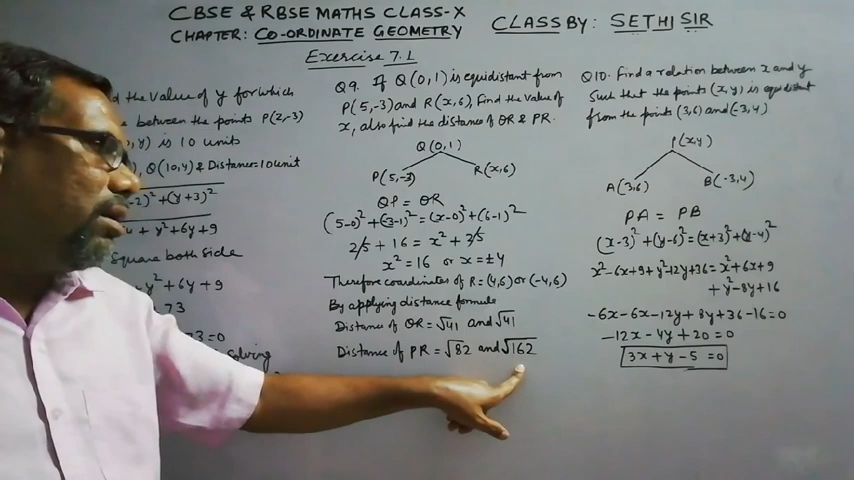 CBSE & RBSE MATHS CLASS-X
CLASS BY: SETHI SIR
CHAPTER: CO-ORDINATE GEOMETRY
Exercise 7.1
the value of y for which
between the points P(2,-3)
y) is 10 units
Q(10,y) & Distance=10unit
-2)²+(y+3)²
+y²+6y+9
Square both side
y²+6y+9
73
73=0
solving
Q9. If Q(0,1) is equidistant from
P(5,-3) and R(x,6), Find the value of
x, also find the distance of QR & PR.
Q(0,1)
P(5,-3) R(x,6)
QP = QR
(5-0)²+(-3-1)²=(x-0)²+(6-1)²
25+16 = x²+25
x²=16 or x=±4
Therefore coordinates of R=(4,6) or (-4,6)
By applying distance formula
Distance of QR=√41 and √41
Distance of PR=√82 and √162
Q10. Find a relation between x and y
such that the points (x,y) is equidistant
from the points (3,6) and (-3,4)
P(x,y)
A(3,6) B(-3,4)
PA = PB
(x-3)²+(y-6)²=(x+3)²+(y-4)²
x²-6x+9+y²-12y+36=x²+6x+9
+y²-8y+16
-6x-6x-12y+8y+36-16=0
-12x-4y+20=0
3x+y-5=0